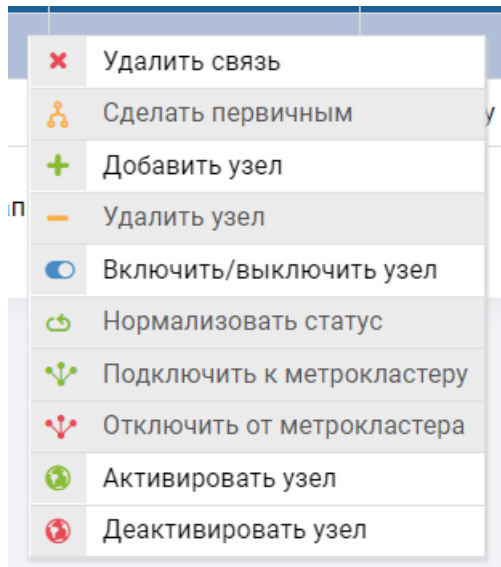 Удалить связь
Сделать первичным
Добавить узел
Удалить узел
Включить/выключить узел
Нормализовать статус
Подключить к метрокластеру
Отключить от метрокластера
Активировать узел
Деактивировать узел